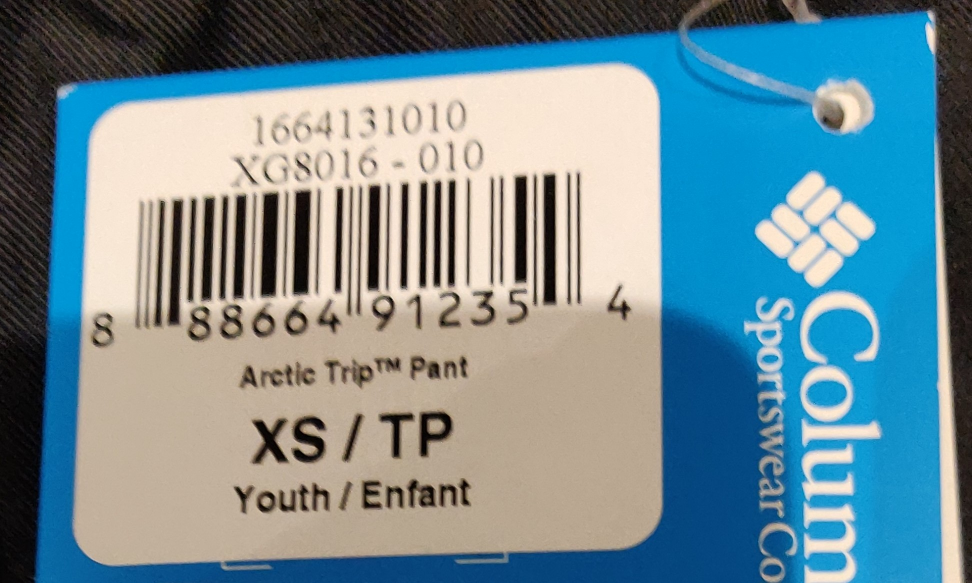 1664131010
XG8016 - 010
8 88664 91235 4
Arctic Trip™ Pant
XS / TP
Youth / Enfant
Colum
Sportswear Co